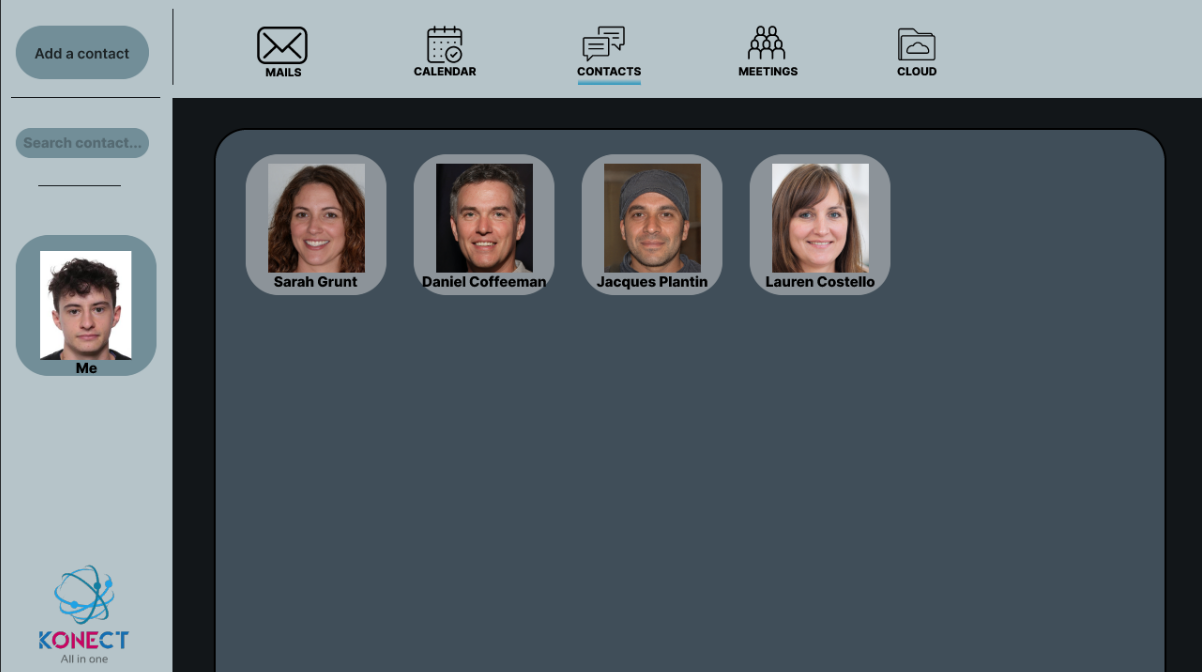 Add a contact
MAILS
CALENDAR
CONTACTS
MEETINGS
CLOUD
Search contact...
Me
Sarah Grunt
Daniel Coffeeman
Jacques Plantin
Lauren Costello
KONECT
All in one